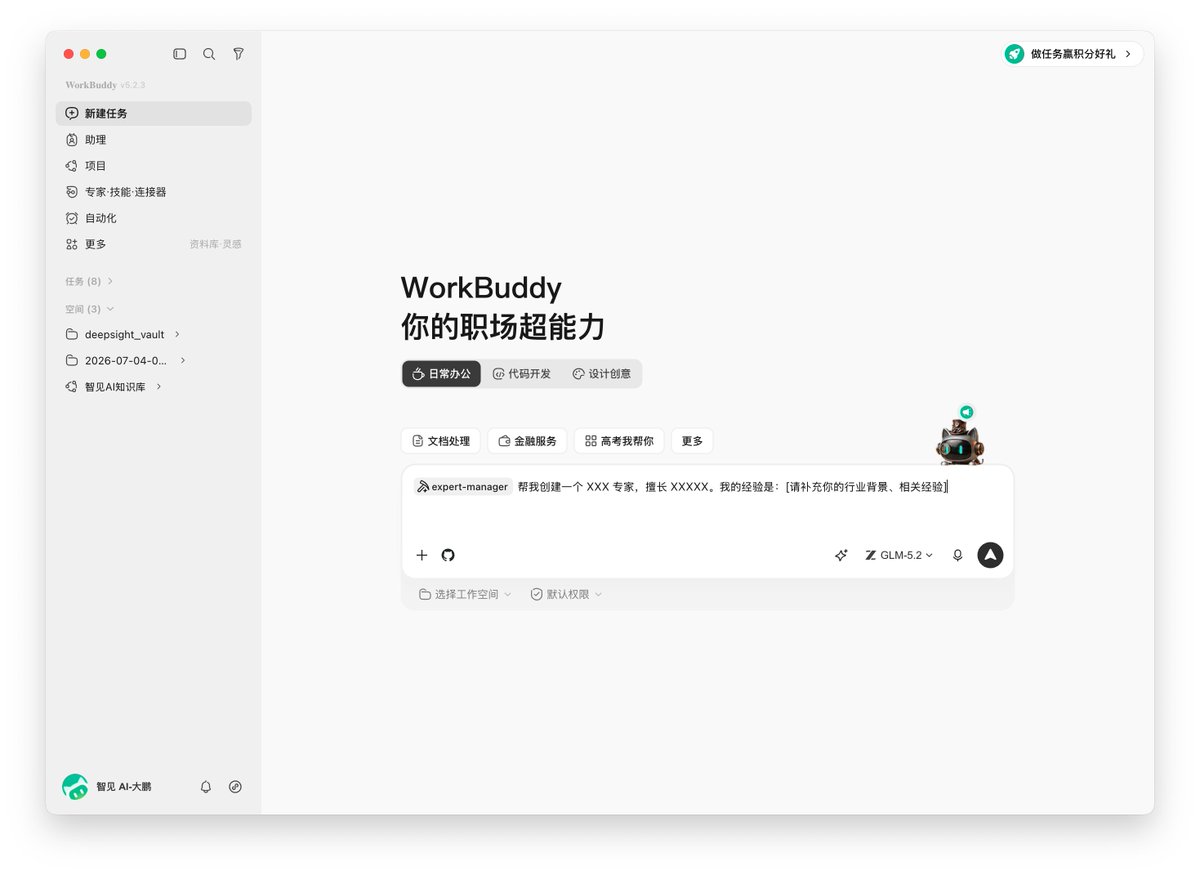 WorkBuddy v5.2.3
新建任务
助理
项目
专家·技能·连接器
自动化
更多 资料库·灵感
任务 (8)
空间 (3)
deepsight_vault
2026-07-04-0...
智见AI知识库
智见 AI-大鹏
做任务赢积分好礼
WorkBuddy
你的职场超能力
日常办公 代码开发 设计创意
文档处理 金融服务 高考我帮你 更多
expert-manager 帮我创建一个 XXX 专家，擅长 XXXXX。我的经验是：[请补充你的行业背景、相关经验]
GLM-5.2
选择工作空间 默认权限